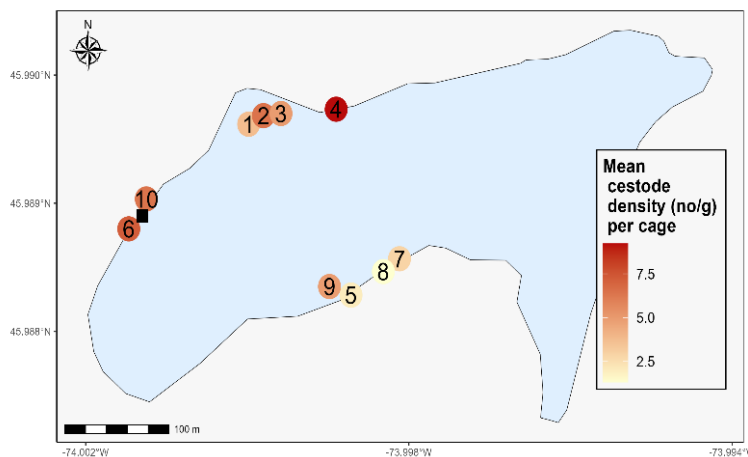 N
45.990°N
4
2
3
1
Mean
cestode
density (no/g)
per cage
10
45.989°N
6
7
8
7.5
9
5
5.0
45.988°N
2.5
100 m
-74.002°W
-73.998°W
-73.994°W